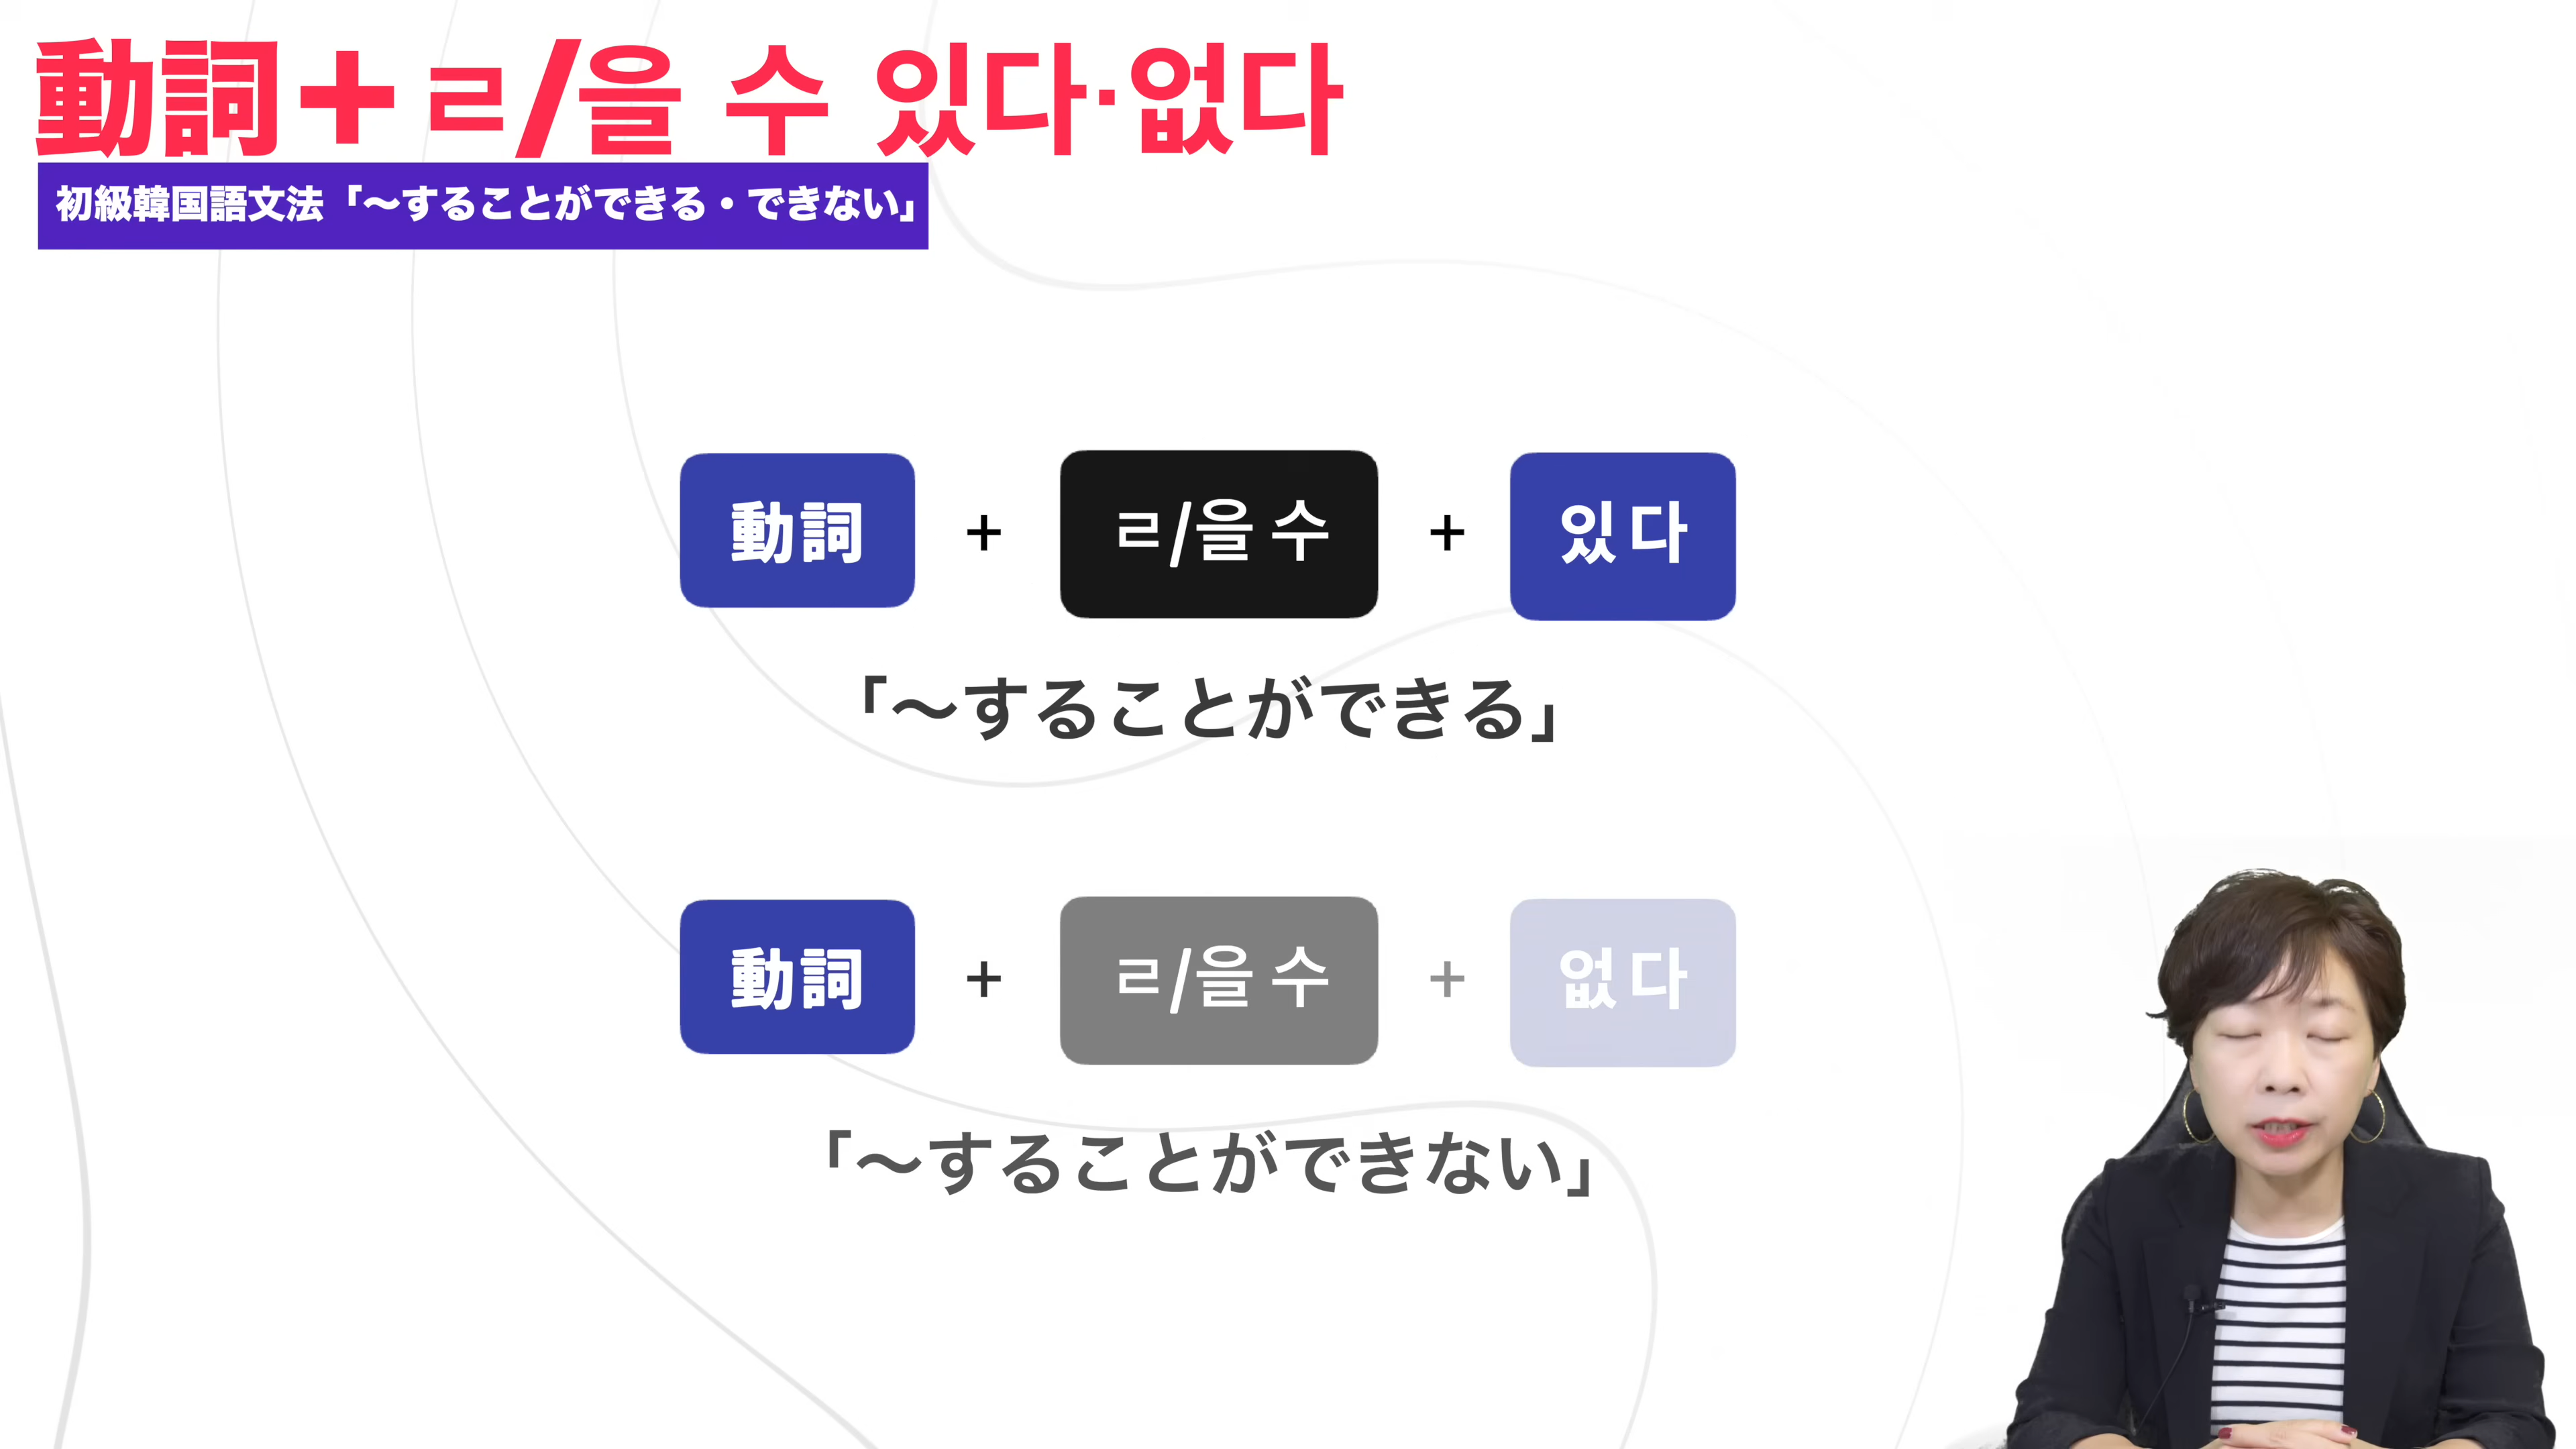 動詞+ㄹ/을 수 있다·없다
初級韓国語文法「〜することができる・できない」
動詞 + ㄹ/을 수 + 있다
「〜することができる」
動詞 + ㄹ/을 수 + 없다
「〜することができない」